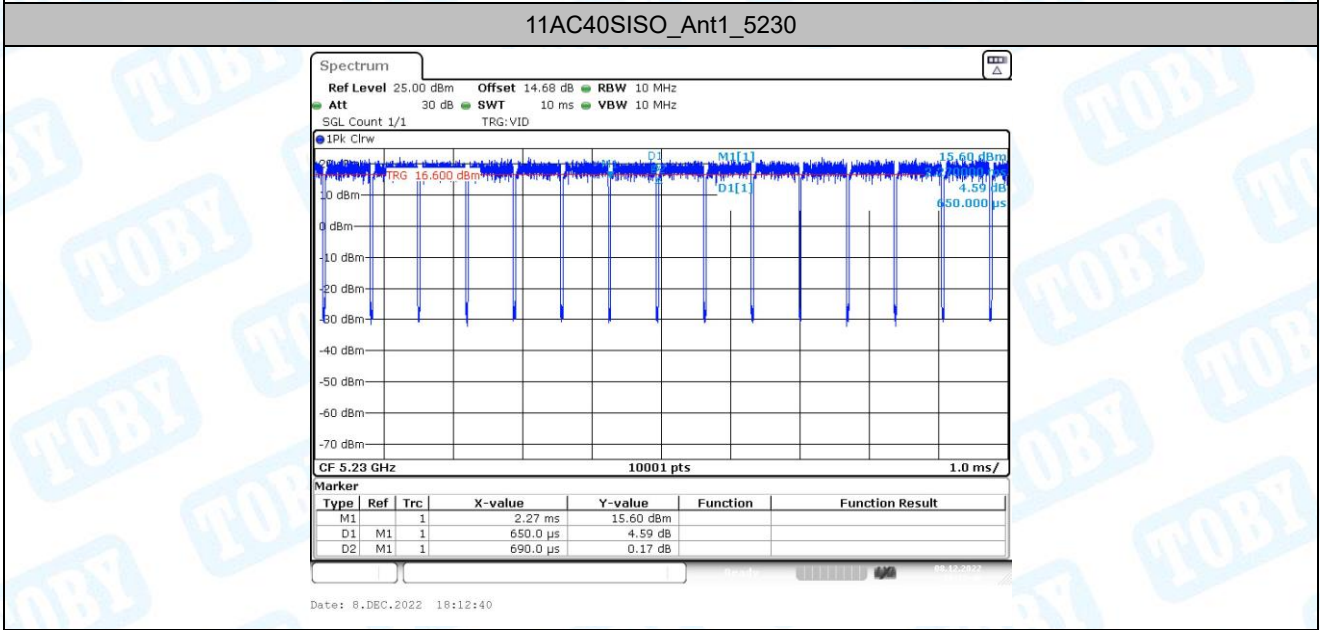 11AC40SISO_Ant1_5230
Spectrum
Ref Level 25.00 dBm Offset 14.68 dB RBW 10 MHz
Att 30 dB SWT 10 ms VBW 10 MHz
SGL Count 1/1 TRG:VID
1Pk Clrw
D1 M1[1] 15.60 dBm
TRG 16.600 dBm
10 dBm D1[1] 4.59 dB
650.000 µs
0 dBm
-10 dBm
-20 dBm
-30 dBm
-40 dBm
-50 dBm
-60 dBm
-70 dBm
CF 5.23 GHz 10001 pts 1.0 ms/
Marker
Type Ref Trc X-value Y-value Function Function Result
M1 1 2.27 ms 15.60 dBm
D1 M1 1 650.0 µs 4.59 dB
D2 M1 1 690.0 µs 0.17 dB
08.12.2022
Date: 8.DEC.2022 18:12:40
TOBY